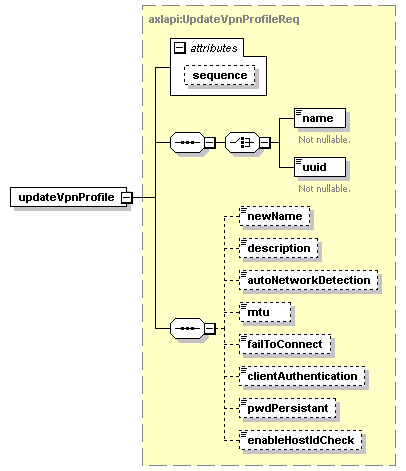 axlapi:UpdateVpnProfileReq
attributes
sequence
name
Not nullable.
uuid
Not nullable.
updateVpnProfile
newName
description
autoNetworkDetection
mtu
failToConnect
clientAuthentication
pwdPersistant
enableHostIdCheck